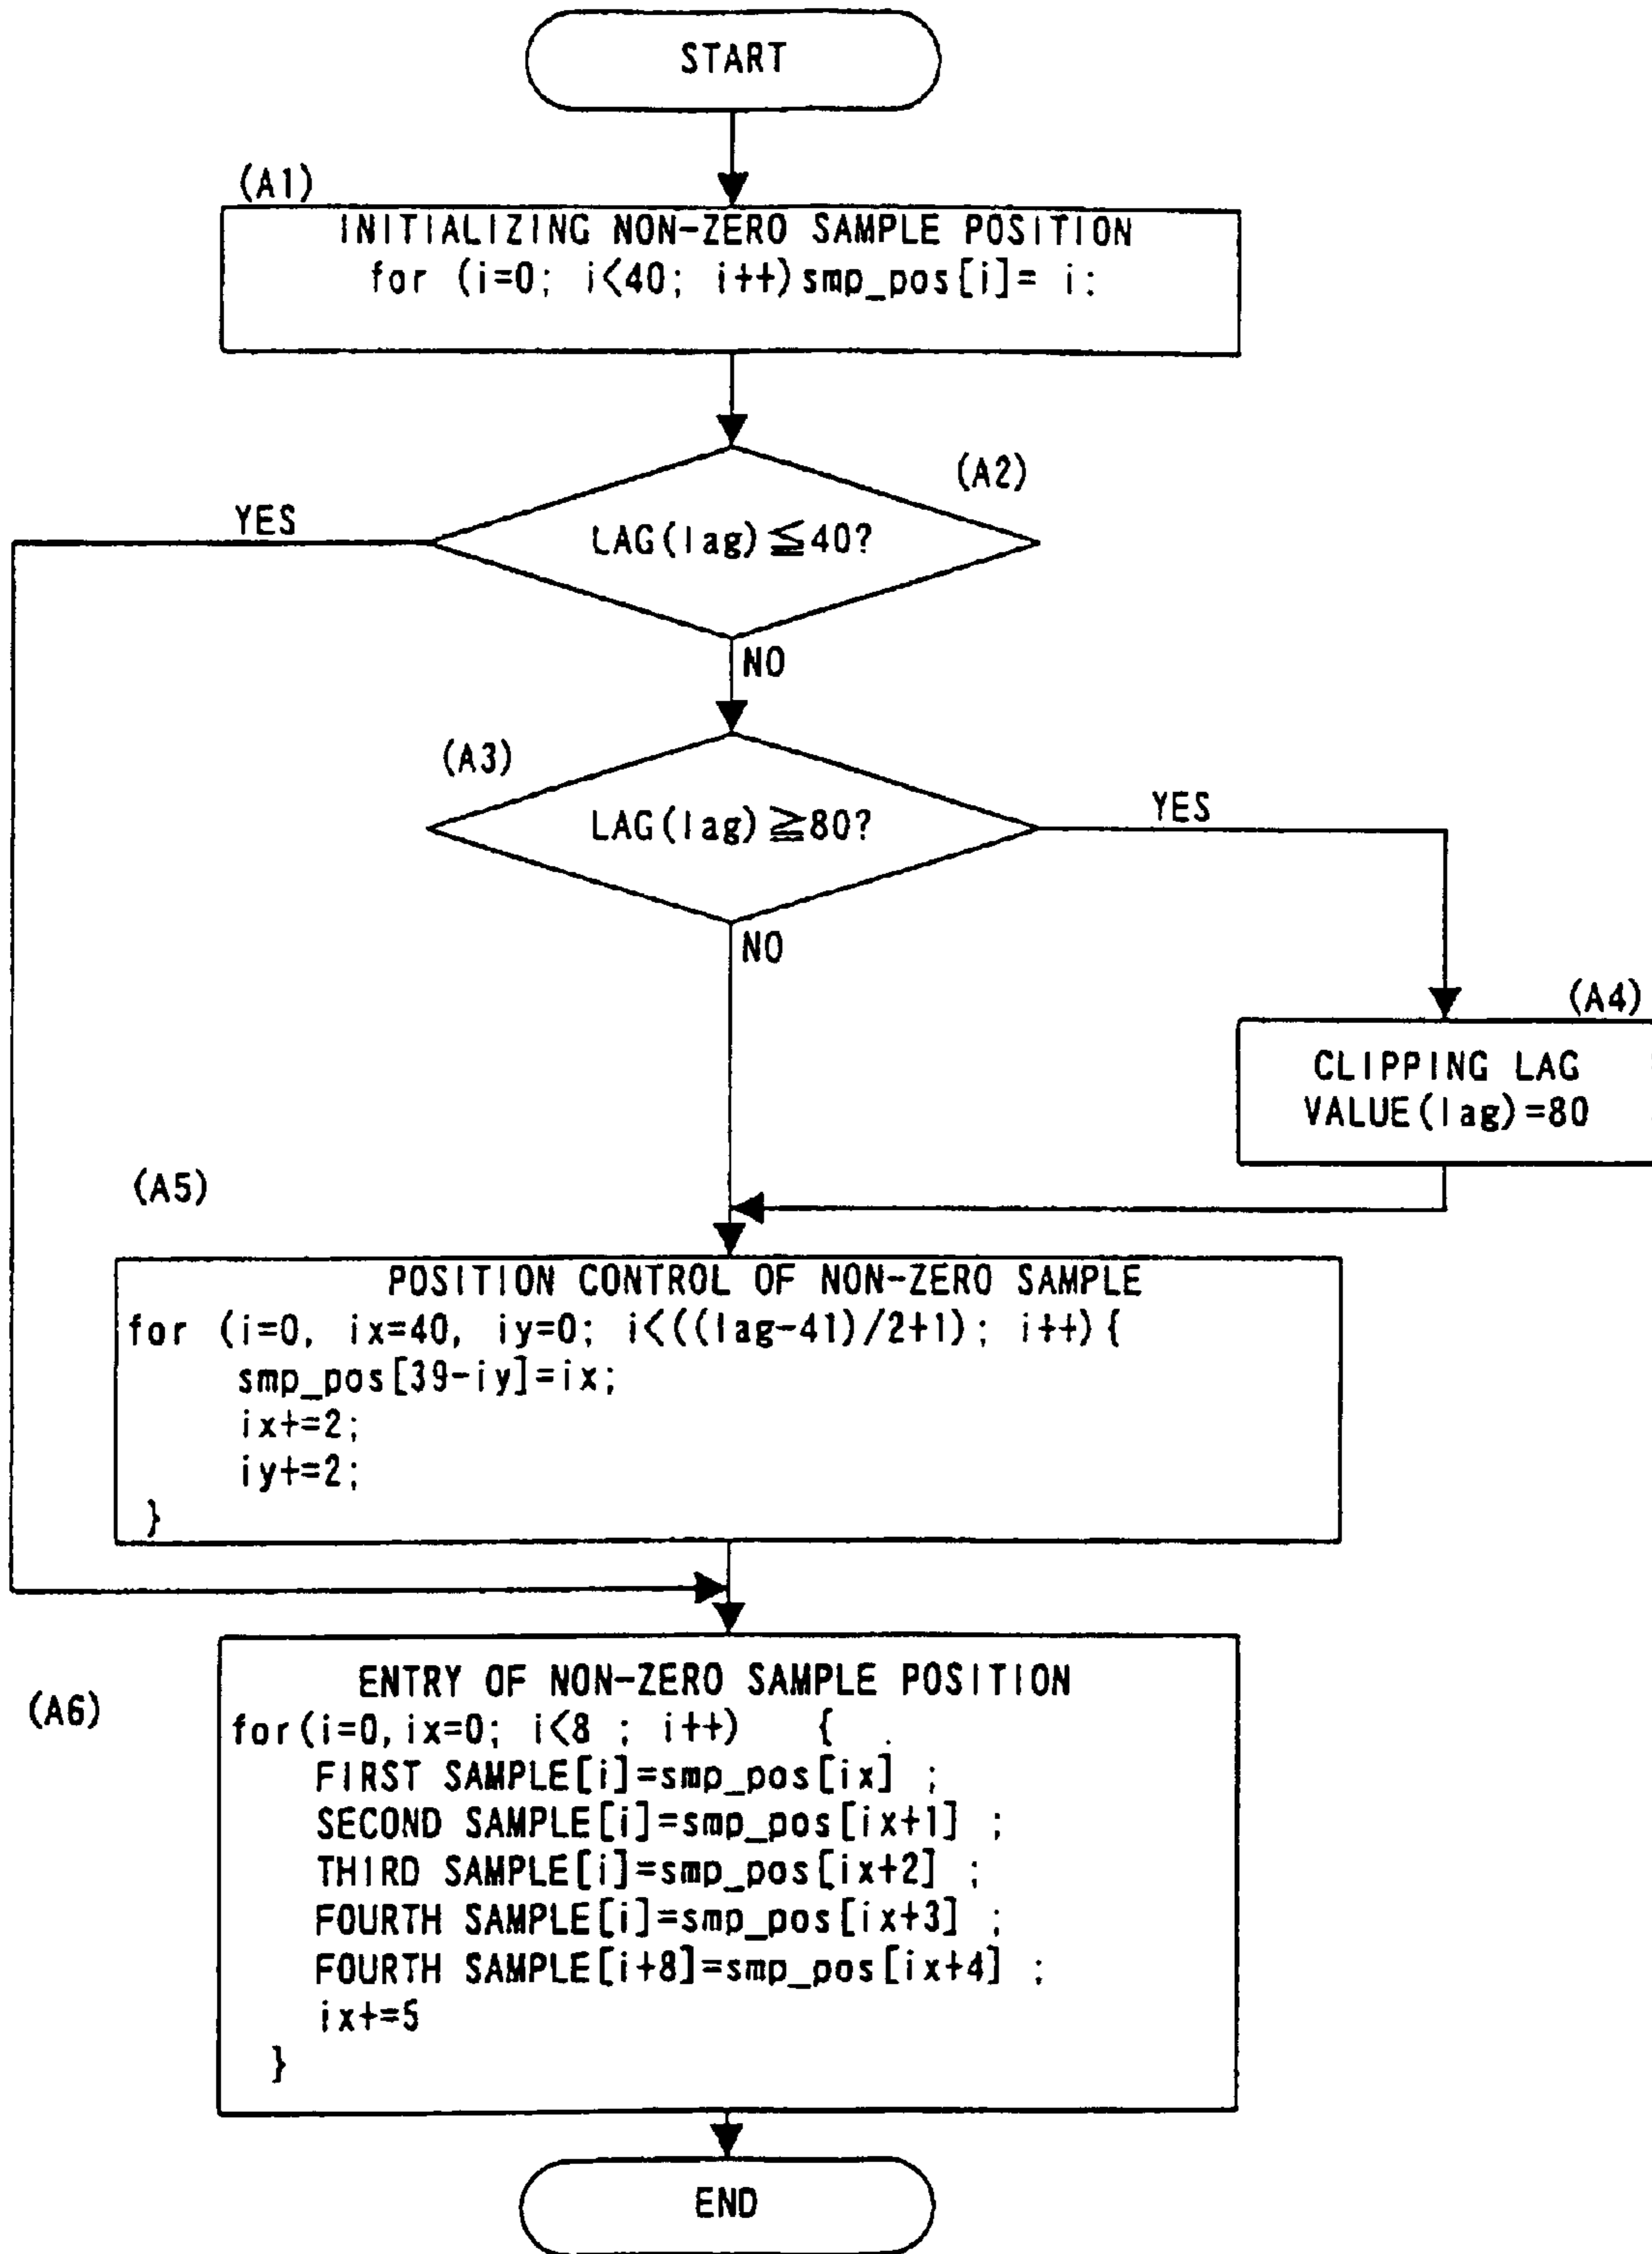 START
(A1)
INITIALIZING NON-ZERO SAMPLE POSITION
for (i=0; i<40; i++)smp_pos[i]= i:
(A2)
YES
LAG(lag)≦40?
NO
(A3)
LAG(lag)≧80?
YES
NO
(A4)
CLIPPING LAG
VALUE(lag)=80
(A5)
POSITION CONTROL OF NON-ZERO SAMPLE
for (i=0, ix=40, iy=0; i<((lag-41)/2+1); i++){
smp_pos[39-iy]=ix;
ix+=2;
iy+=2;
}
(A6)
ENTRY OF NON-ZERO SAMPLE POSITION
for(i=0,ix=0; i<8 ; i++) {
FIRST SAMPLE[i]=smp_pos[ix] ;
SECOND SAMPLE[i]=smp_pos[ix+1] ;
THIRD SAMPLE[i]=smp_pos[ix+2] ;
FOURTH SAMPLE[i]=smp_pos[ix+3] ;
FOURTH SAMPLE[i+8]=smp_pos[ix+4] ;
ix+=5
}
END